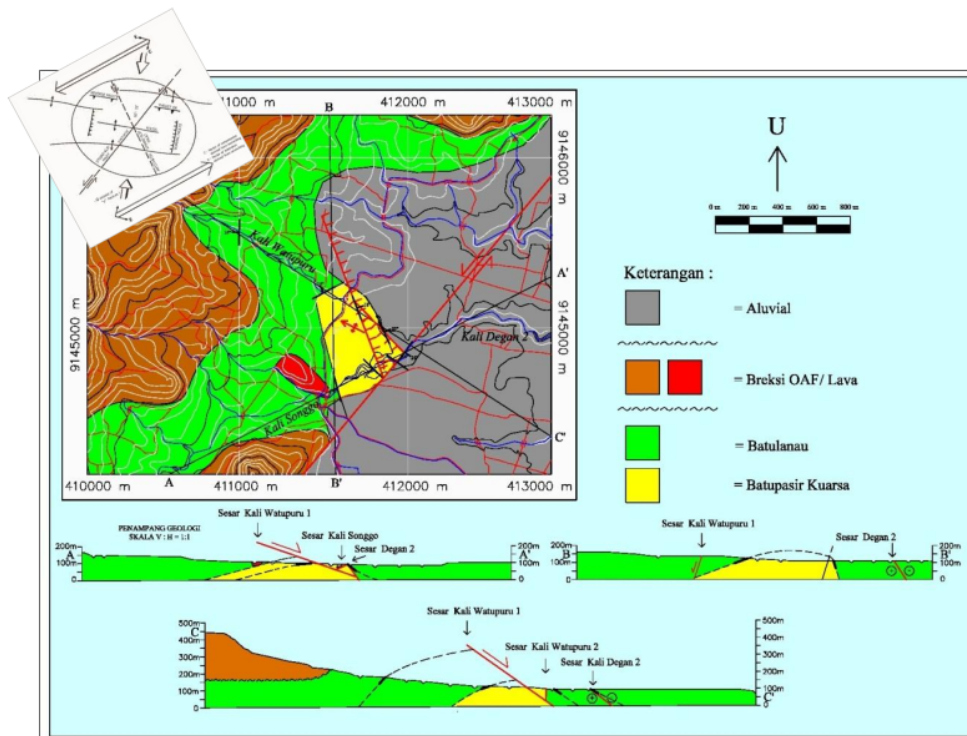 411000 m
B
412000 m
413000 m
9146000 m
U
0 m 200 m 400 m 600 m 800 m
Kali Watupuru
A'
Keterangan :
= Aluvial
9145000 m
9145000 m
Kali Degan 2
= Breksi OAF/ Lava
Kali Songgo
C'
= Batulanau
410000 m
A
411000 m
B'
412000 m
413000 m
= Batupasir Kuarsa
PENAMPANG GEOLOGI
SKALA V : H = 1:1
Sesar Kali Watupuru 1
Sesar Kali Songgo
Sesar Degan 2
Sesar Kali Watupuru 1
Sesar Degan 2
200m
A
100m
0
A'
200m
100m
0
200m
B
100m
0
B'
200m
100m
0
Sesar Kali Watupuru 1
Sesar Kali Watupuru 2
Sesar Kali Degan 2
500m
C
400m
300m
200m
100m
0
500m
400m
300m
200m
100m
C'
0